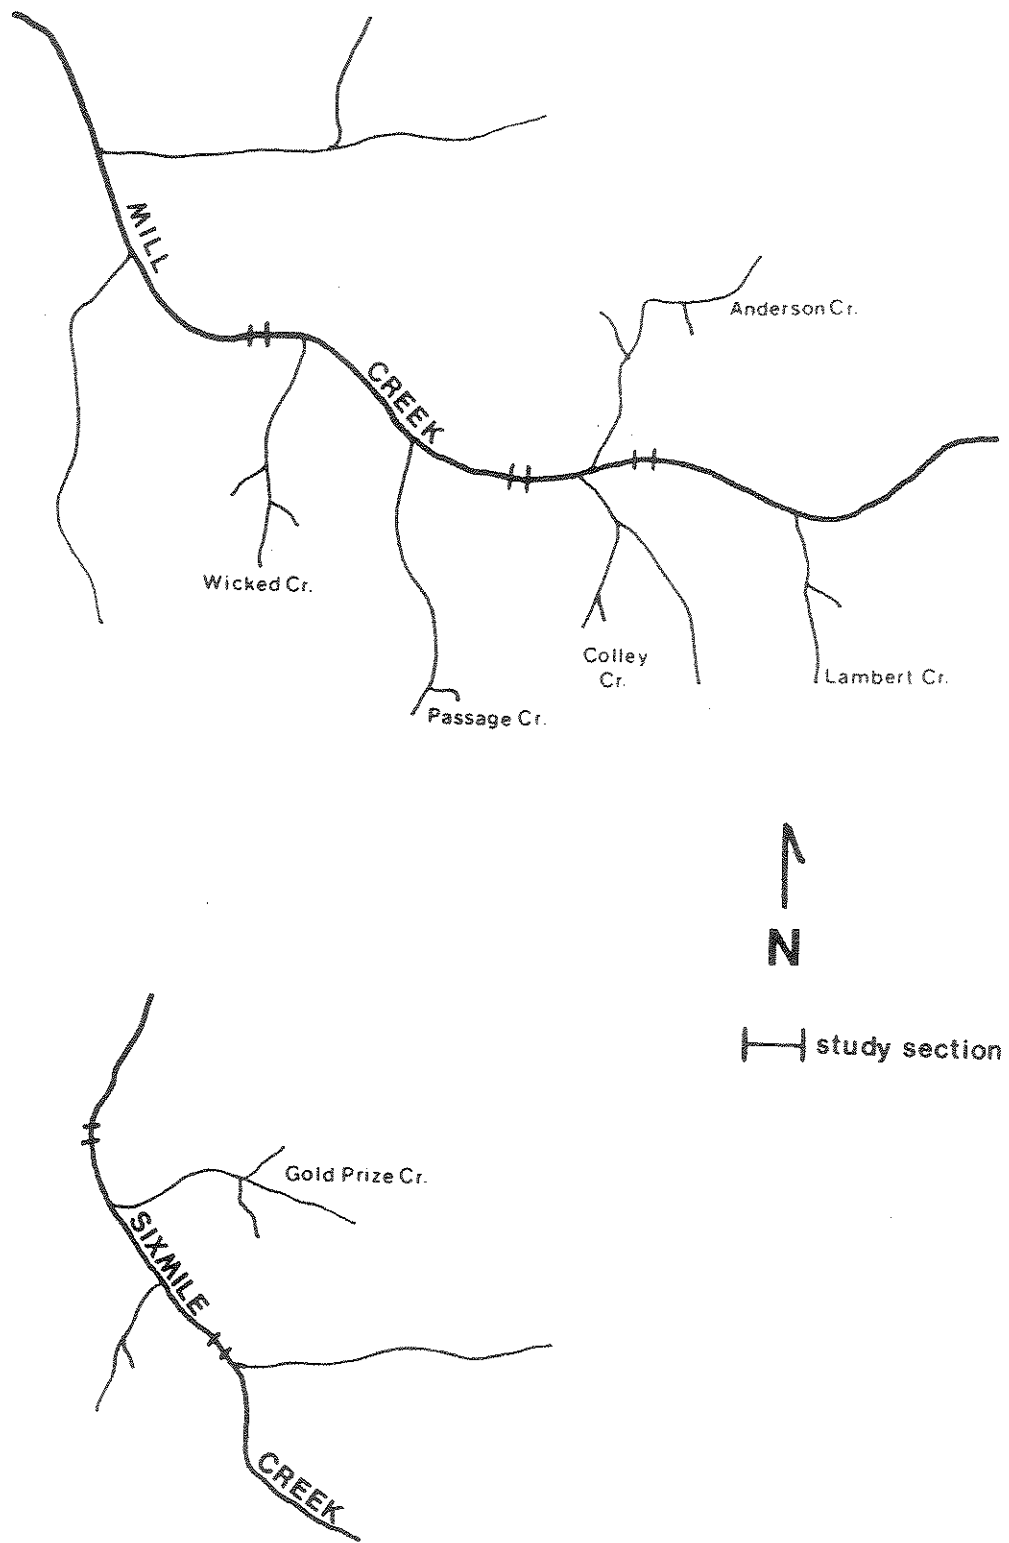 MILL
Anderson Cr.
CREEK
Wicked Cr.
Colley
Cr.
Lambert Cr.
Passage Cr.
N
study section
Gold Prize Cr.
SIXMILE
CREEK